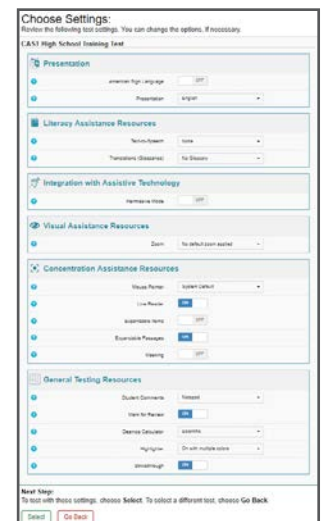 Choose Settings:
Review the following test settings. You can change the options, if necessary.
CAST High School Training Test
Presentation
American Sign Language OFF
Presentation English
Literacy Assistance Resources
Text-to-Speech None
Translations (Glossaries) No Glossary
Integration with Assistive Technology
Permissive Mode OFF
Visual Assistance Resources
Zoom No default zoom applied
Concentration Assistance Resources
Mouse Pointer System Default
Line Reader ON
Expandable Items OFF
Expandable Passages ON
Masking OFF
General Testing Resources
Student Comments Notepad
Mark for Review ON
Desmos Calculator
Highlighter On with multiple colors
Strikethrough ON
Next Step:
To test with these settings, choose Select. To select a different test, choose Go Back.
Select Go Back